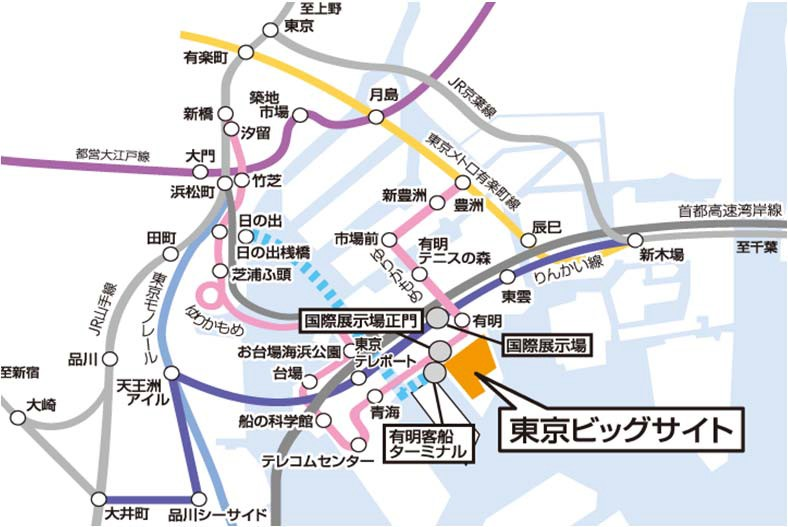 至上野
東京
有楽町
築地
市場
月島
JR京葉線
新橋
汐留
都営大江戸線
大門
東京メトロ有楽町線
浜松町
竹芝
新豊洲
豊洲
首都高速湾岸線
日の出
日の出桟橋
市場前
有明
テニスの森
辰巳
新木場
至千葉
田町
芝浦ふ頭
ゆりかもめ
りんかい線
東雲
JR山手線
東京モノレール
ゆりかもめ
国際展示場正門
有明
国際展示場
お台場海浜公園
東京
テレポート
品川
至新宿
天王洲
アイル
台場
青海
大崎
船の科学館
有明客船
ターミナル
東京ビッグサイト
テレコムセンター
大井町
品川シーサイド